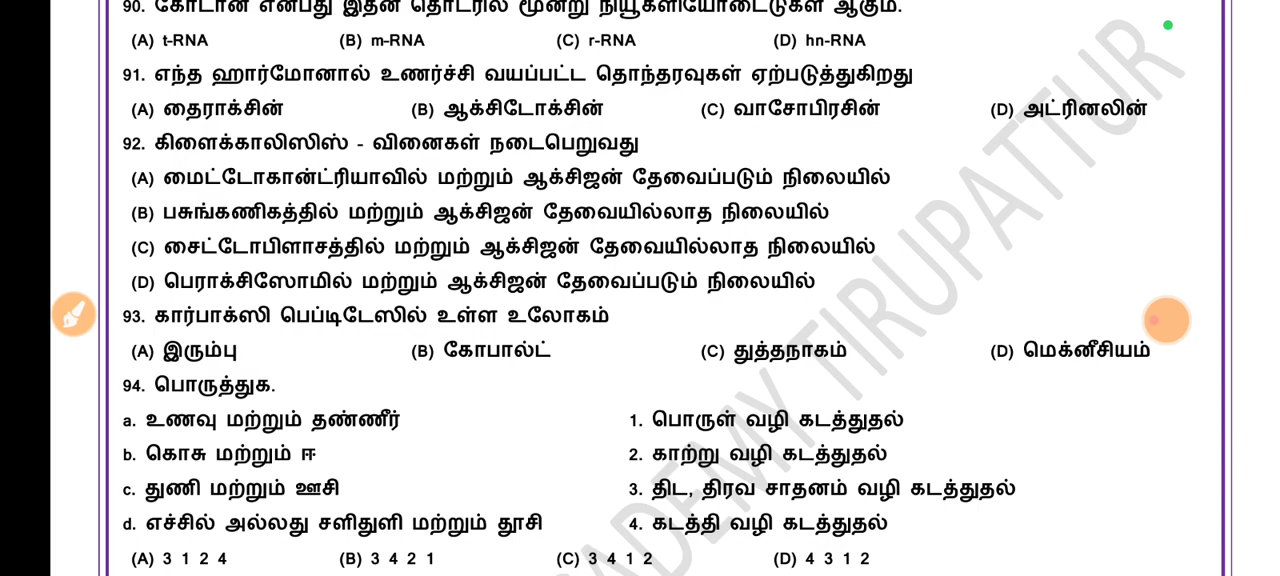 90. கோடான் என்பது இதன் தொடரில் மூன்று நியூக்ளியோடைடுகள் ஆகும்.
(A) t-RNA (B) m-RNA (C) r-RNA (D) hn-RNA
91. எந்த ஹார்மோனால் உணர்ச்சி வயப்பட்ட தொந்தரவுகள் ஏற்படுத்துகிறது
(A) தைராக்சின் (B) ஆக்சிடோக்சின் (C) வாசோபிரசின் (D) அட்ரினலின்
92. கிளைக்காலிஸிஸ் - வினைகள் நடைபெறுவது
(A) மைட்டோகான்ட்ரியாவில் மற்றும் ஆக்சிஜன் தேவைப்படும் நிலையில்
(B) பசுங்கணிகத்தில் மற்றும் ஆக்சிஜன் தேவையில்லாத நிலையில்
(C) சைட்டோபிளாசத்தில் மற்றும் ஆக்சிஜன் தேவையில்லாத நிலையில்
(D) பெராக்சிஸோமில் மற்றும் ஆக்சிஜன் தேவைப்படும் நிலையில்
93. கார்பாக்ஸி பெப்டிடேஸில் உள்ள உலோகம்
(A) இரும்பு (B) கோபால்ட் (C) துத்தநாகம் (D) மெக்னீசியம்
94. பொருத்துக.
a. உணவு மற்றும் தண்ணீர் 1. பொருள் வழி கடத்துதல்
b. கொசு மற்றும் ஈ 2. காற்று வழி கடத்துதல்
c. துணி மற்றும் ஊசி 3. திட, திரவ சாதனம் வழி கடத்துதல்
d. எச்சில் அல்லது சளிதுளி மற்றும் தூசி 4. கடத்தி வழி கடத்துதல்
(A) 3 1 2 4 (B) 3 4 2 1 (C) 3 4 1 2 (D) 4 3 1 2
ADEMY TIRUPATTUR